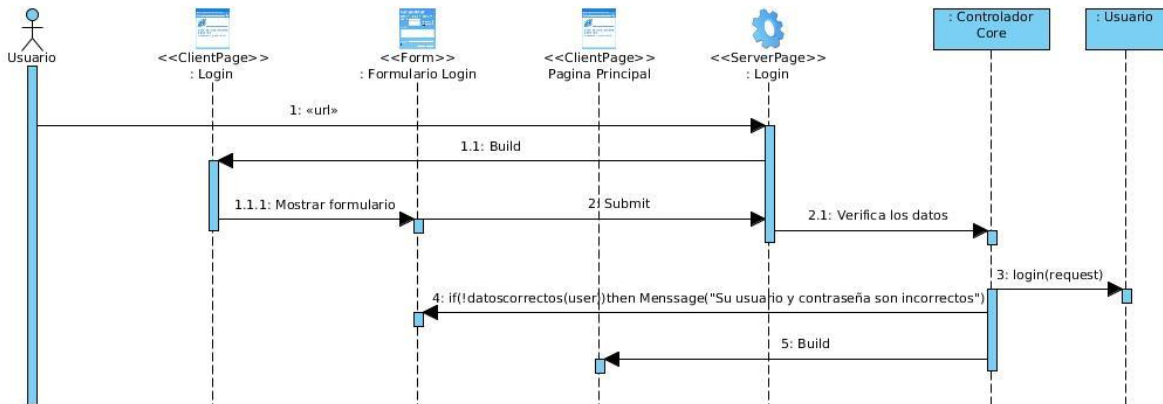 : Controlador
Core
: Usuario
Usuario
<<ClientPage>>
: Login
<<Form>>
: Formulario Login
<<ClientPage>>
Pagina Principal
<<ServerPage>>
: Login
1: «url»
1.1: Build
1.1.1: Mostrar formulario
2: Submit
2.1: Verifica los datos
3: login(request)
4: if(!datoscorrectos(user))then Menssage("Su usuario y contraseña son incorrectos")
5: Build